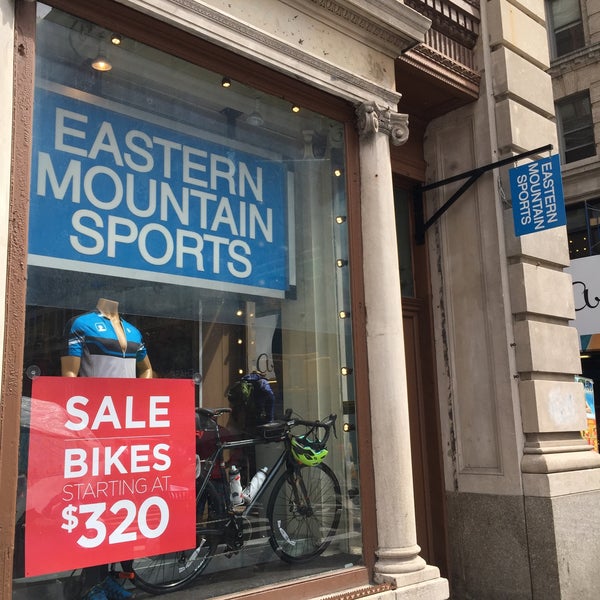 EASTERN
MOUNTAIN
SPORTS
SALE
BIKES
STARTING AT
$320
EASTERN
MOUNTAIN
SPORTS
a
a